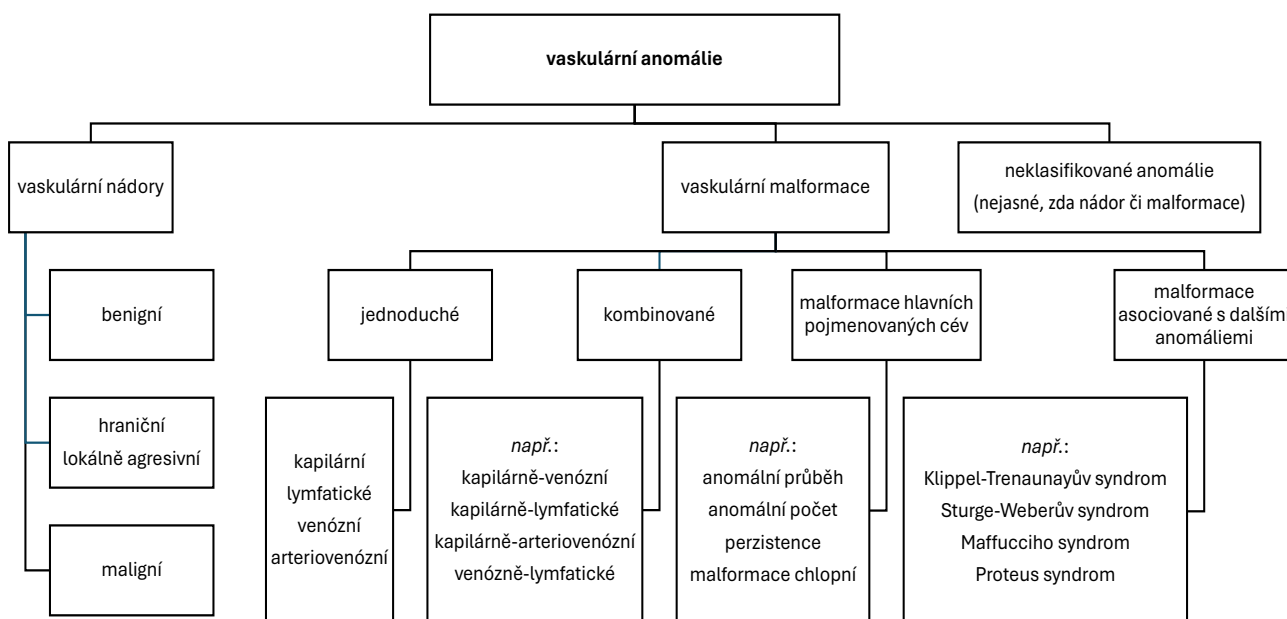 vaskulární anomálie
vaskulární nádory
vaskulární malformace
neklasifikované anomálie
(nejasné, zda nádor či malformace)
benigní
hraniční
lokálně agresivní
maligní
jednoduché
kombinované
malformace hlavních
pojmenovaných cév
malformace
asociované s dalším
anomáliemi
kapilární
lymfatické
venózní
arteriovenózní
např.:
kapilárně-venózní
kapilárně-lymfatické
kapilárně-arteriovenózní
venózně-lymfatické
např.:
anomální průběh
anomální počet
perzistence
malformace chlopní
např.:
Klippel-Trenaunayův syndrom
Sturge-Weberův syndrom
Maffucciho syndrom
Proteus syndrom